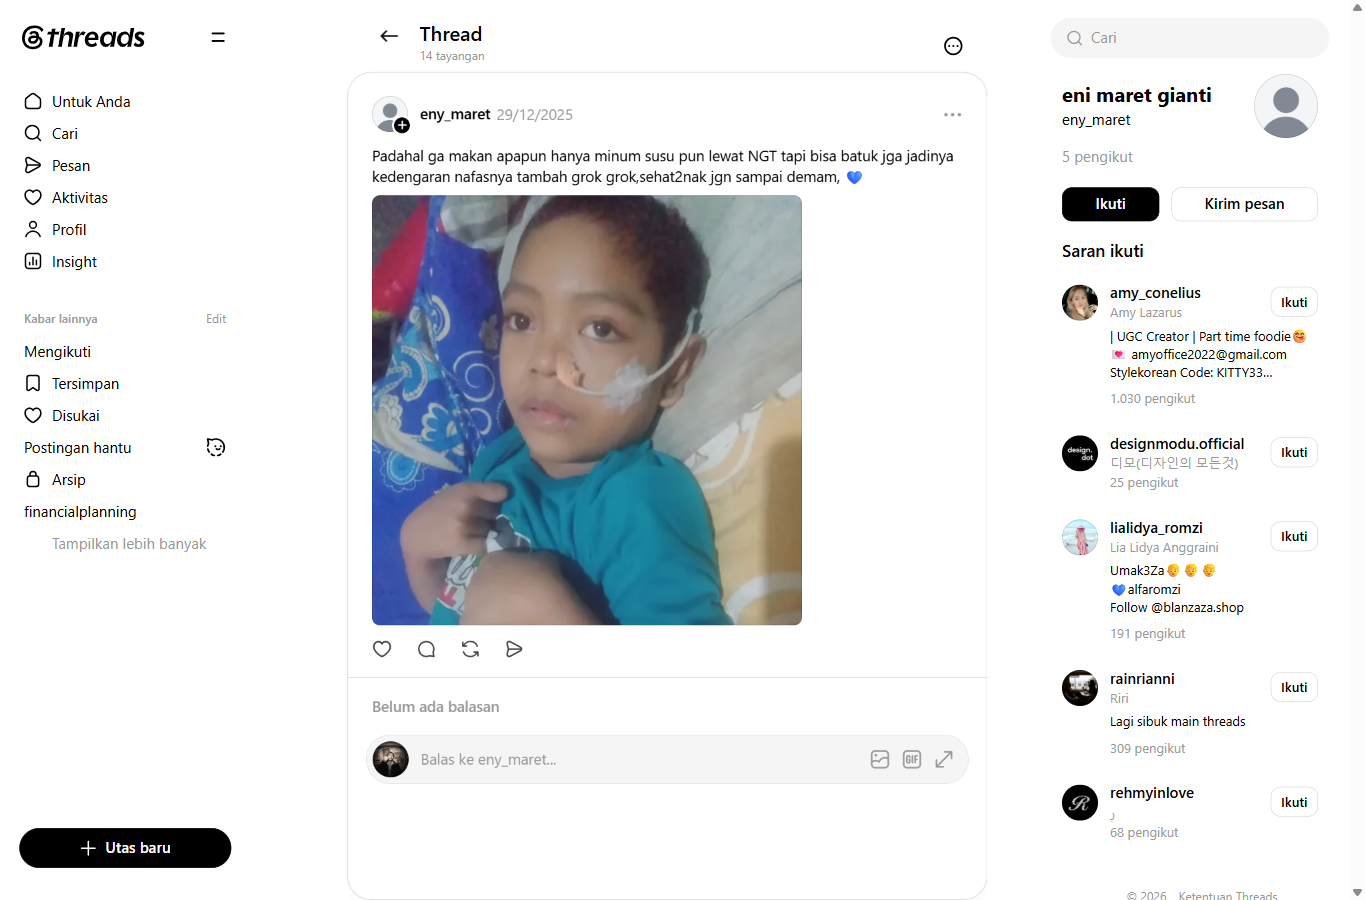 threads
Untuk Anda
Cari
Pesan
Aktivitas
Profil
Insight
Kabar lainnya
Edit
Mengikuti
Tersimpan
Disukai
Postingan hantu
Arsip
financialplanning
Tampilkan lebih banyak
Utas baru
Thread
14 tayangan
eny_maret 29/12/2025
Padahal ga makan apapun hanya minum susu pun lewat NGT tapi bisa batuk jga jadinya
kedengaran nafasnya tambah grok grok,sehat2nak jgn sampai demam, 💙
Belum ada balasan
Balas ke eny_maret...
GIF
Cari
eni maret gianti
eny_maret
5 pengikut
Ikuti
Kirim pesan
Saran ikuti
amy_conelius
Amy Lazarus
Ikuti
| UGC Creator | Part time foodie😋
💌 amyoffice2022@gmail.com
Stylekorean Code: KITTY33...
1.030 pengikut
design.
dot
designmodu.official
디모(디자인의 모든것)
25 pengikut
Ikuti
lialidya_romzi
Lia Lidya Anggraini
Ikuti
Umak3Za👴👴👴
💙alfaromzi
Follow @blanzaza.shop
191 pengikut
rainrianni
Riri
Ikuti
Lagi sibuk main threads
309 pengikut
R
rehmyinlove
ر
68 pengikut
Ikuti
© 2026 Ketentuan Threads